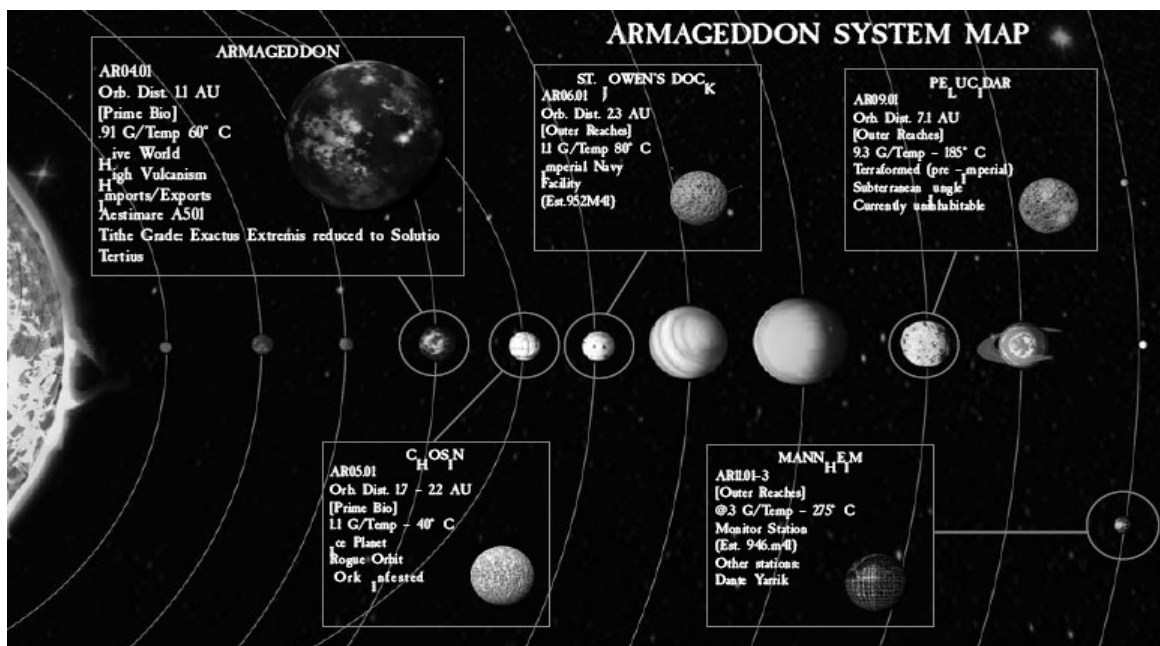 ARMAGEDDON SYSTEM MAP
ARMAGEDDON
AR04.01
Orb. Dist. 1.1 AU
[Prime Bio]
.91 G/Temp 60° C
Hive World
High Vulcanism
Imports/Exports
Aestimare A501
Tithe Grade: Exactus Extremis reduced to Solutio
Tertius
ST. JOWEN'S DOCK
AR06.01
Orb. Dist. 2.3 AU
[Outer Reaches]
1.1 G/Temp 80° C
Imperial Navy
Facility
(Est.952M41)
PELUCIDAR
AR09.01
Orb. Dist. 7.1 AU
[Outer Reaches]
9.3 G/Temp - 185° C
Terraformed (pre-Imperial)
Subterranean Jungle
Currently uninhabitable
CHOSIN
AR05.01
Orb. Dist. 1.7 - 2.2 AU
[Prime Bio]
1.1 G/Temp - 40° C
Ice Planet
Rogue Orbit
Ork Infested
MANNHEIM
AR11.01-3
[Outer Reaches]
@.3 G/Temp - 275° C
Monitor Station
(Est. 946.m41)
Other stations:
Dante Yarrik